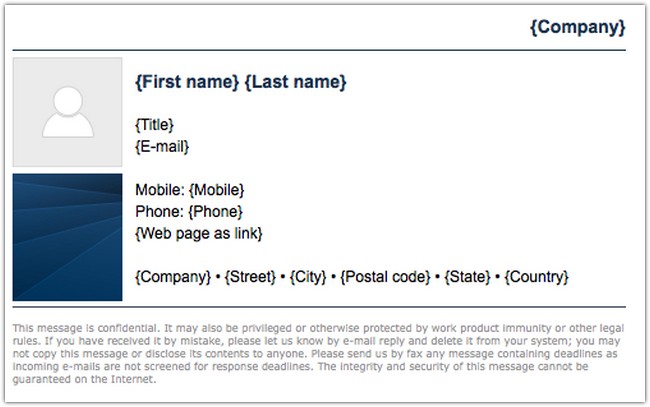 {Company}
{First name} {Last name}
{Title}
{E-mail}
Mobile: {Mobile}
Phone: {Phone}
{Web page as link}
{Company} • {Street} • {City} • {Postal code} • {State} • {Country}
This message is confidential. It may also be privileged or otherwise protected by work product immunity or other legal
rules. If you have received it by mistake, please let us know by e-mail reply and delete it from your system; you may
not copy this message or disclose its contents to anyone. Please send us by fax any message containing deadlines as
incoming e-mails are not screened for response deadlines. The integrity and security of this message cannot be
guaranteed on the Internet.